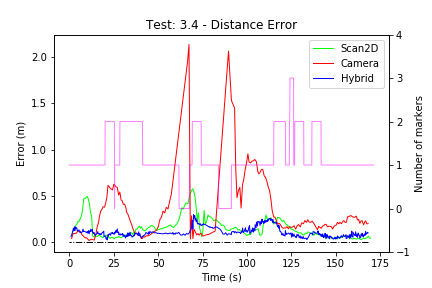 Test: 3.4 - Distance Error
Scan2D
Camera
Hybrid
Error (m)
2.0
1.5
1.0
0.5
0.0
4
3
2
1
0
−1
Number of markers
0
25
50
75
100
125
150
175
Time (s)